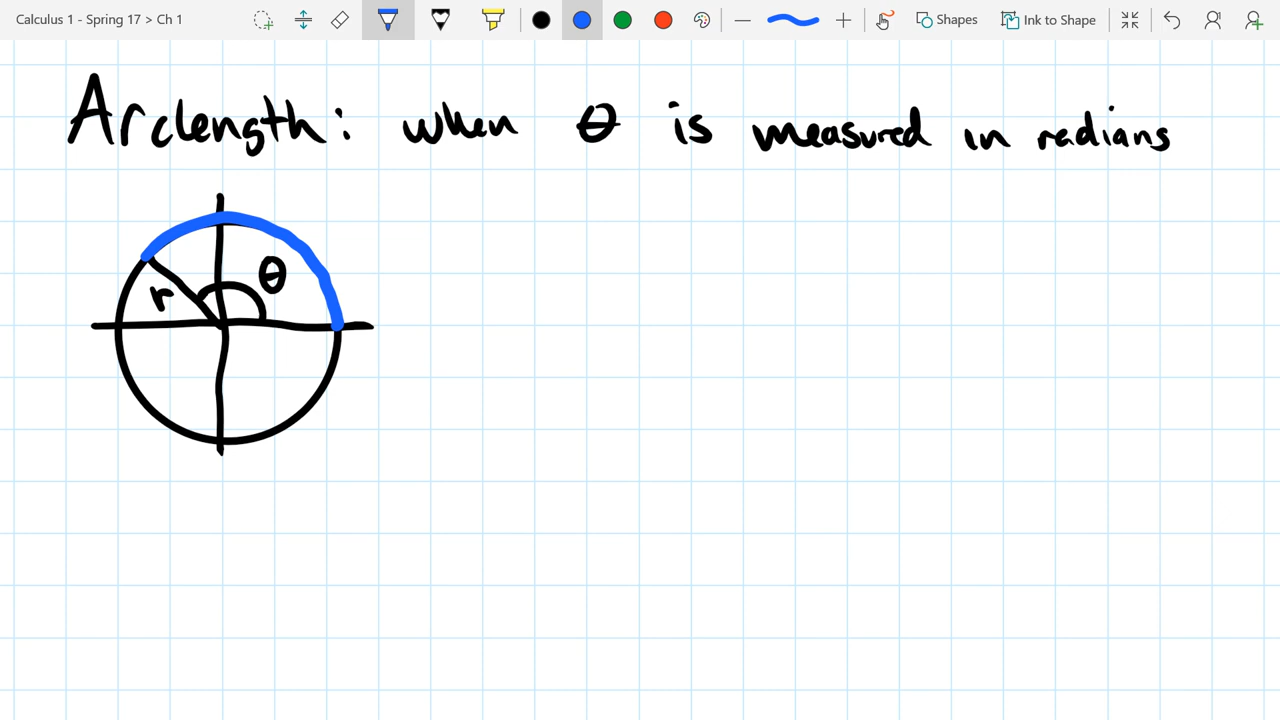 Calculus 1 - Spring 17 > Ch 1
Shapes
Ink to Shape
Arclength: when θ is measured in radians
θ
r